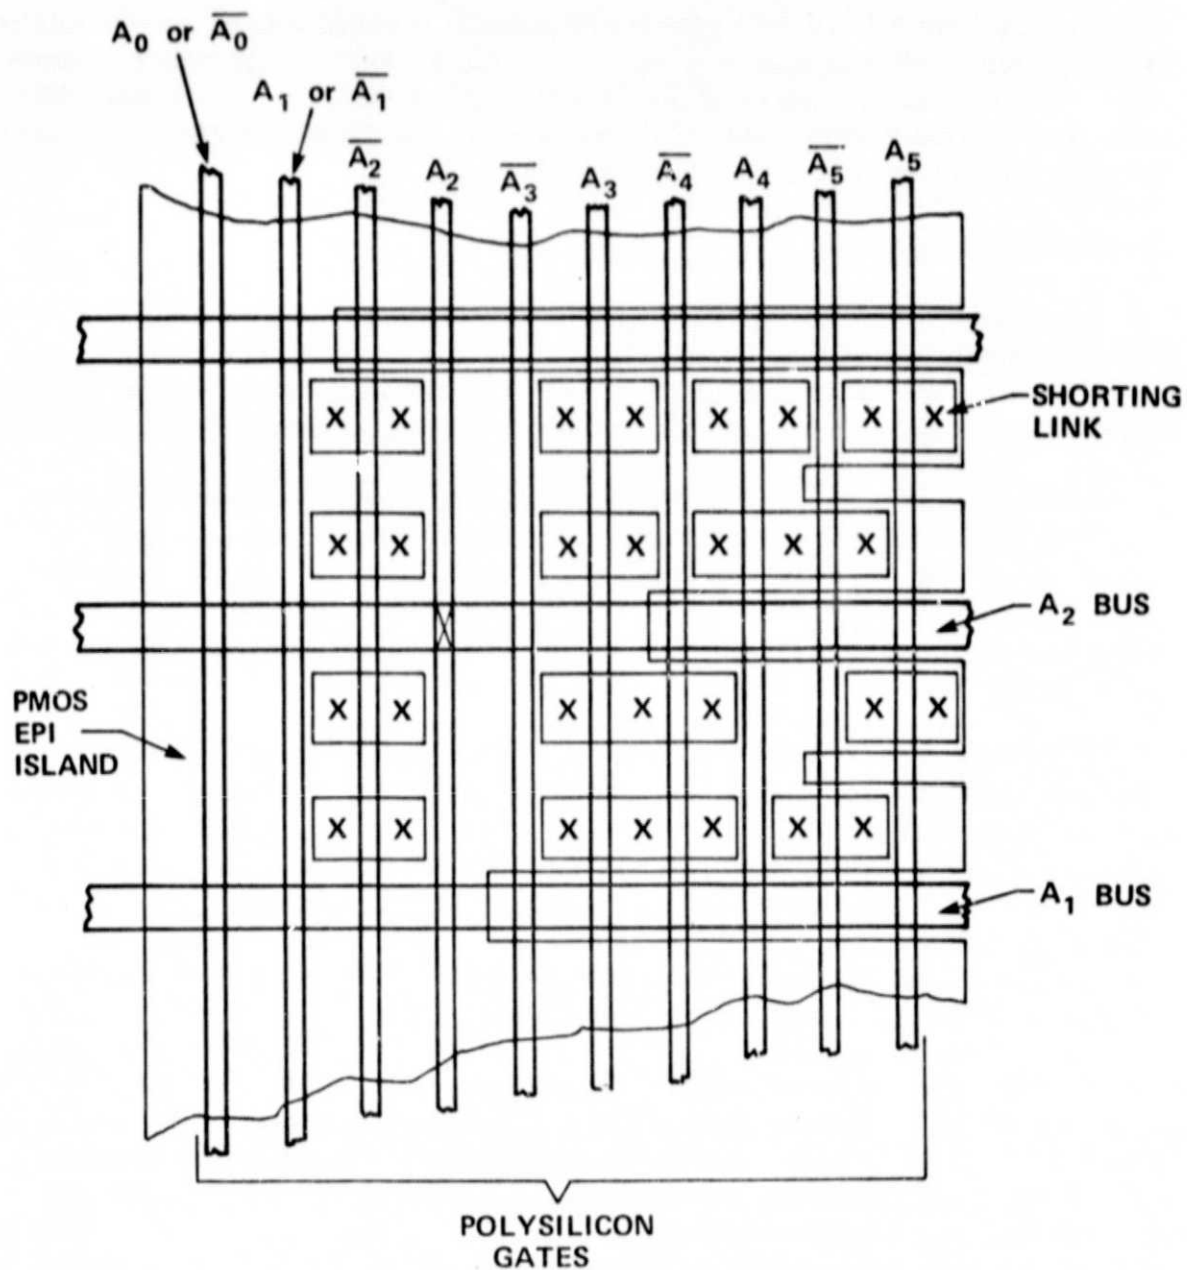 A₀ or A̅₀
A₁ or A̅₁
A̅₂ A₂ A̅₃ A₃ A̅₄ A₄ A̅₅ A₅
X X X X X X X X
SHORTING
LINK
X X X X X X X
A₂ BUS
PMOS
EPI
ISLAND
X X X X X X X
X X X X X X X
A₁ BUS
POLYSILICON
GATES